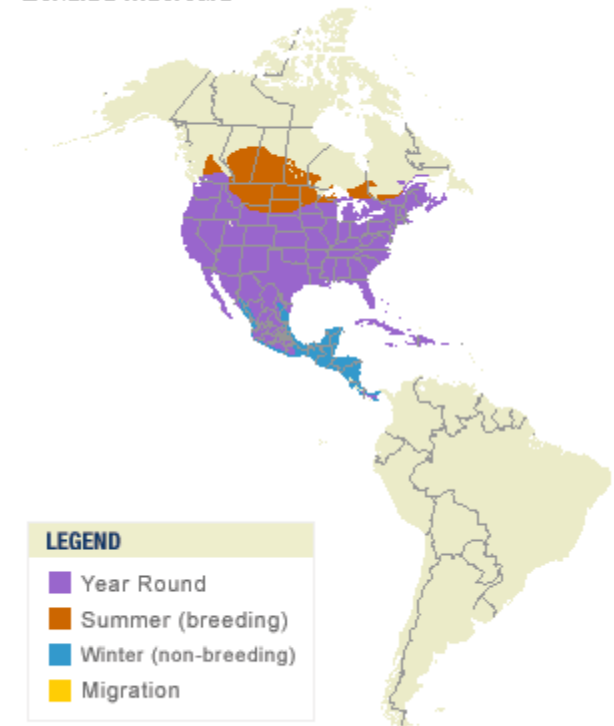 LEGEND
Year Round
Summer (breeding)
Winter (non-breeding)
Migration